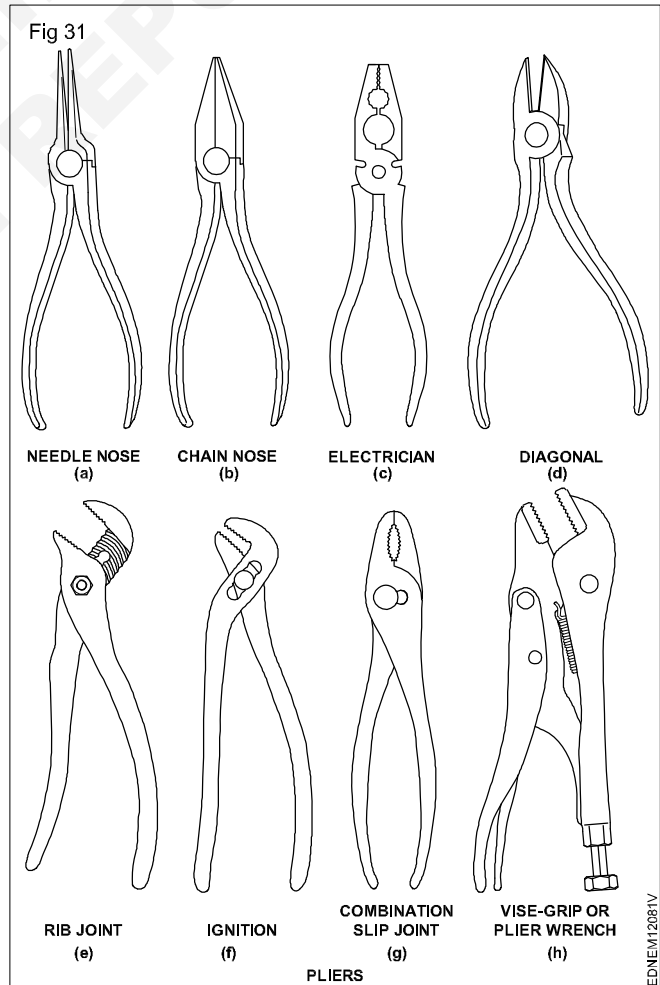 Fig 31
NEEDLE NOSE
(a)
CHAIN NOSE
(b)
ELECTRICIAN
(c)
DIAGONAL
(d)
RIB JOINT
(e)
IGNITION
(f)
COMBINATION
SLIP JOINT
(g)
VISE-GRIP OR
PLIER WRENCH
(h)
PLIERS
EDNEM12081V